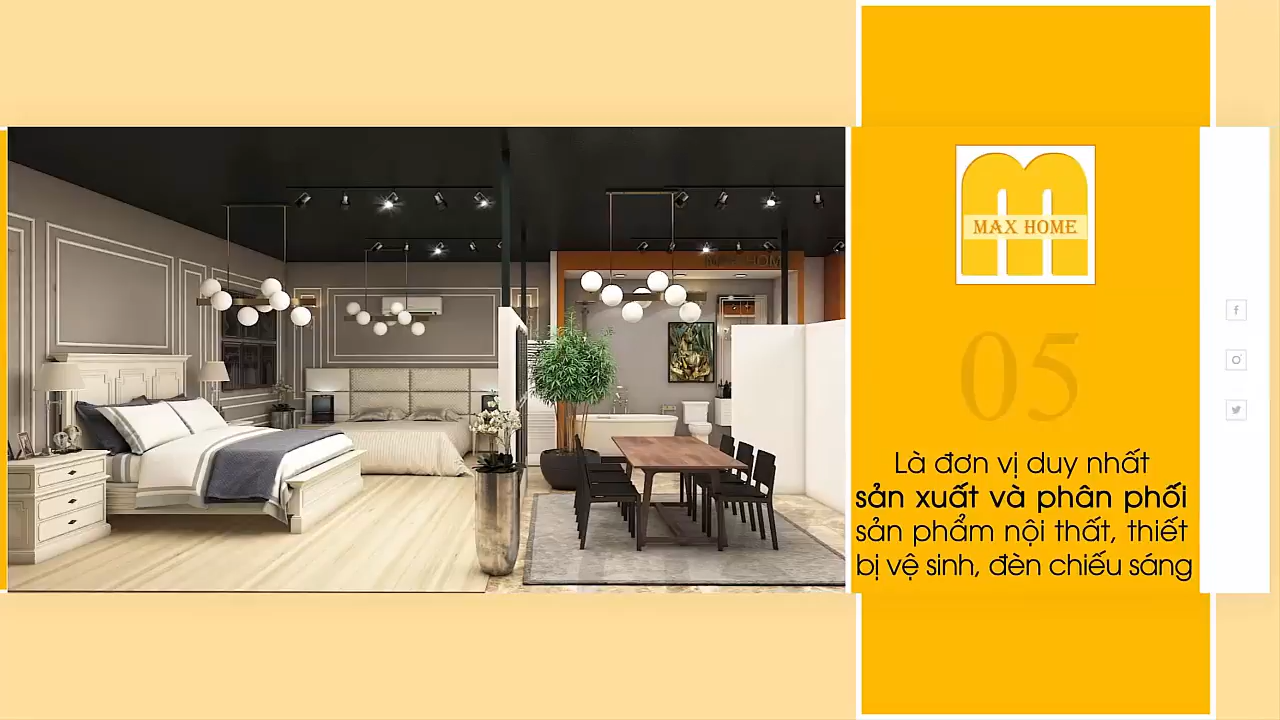 MAX HOME
05
Là đơn vị duy nhất
sản xuất và phân phối
sản phẩm nội thất, thiết
bị vệ sinh, đèn chiếu sáng